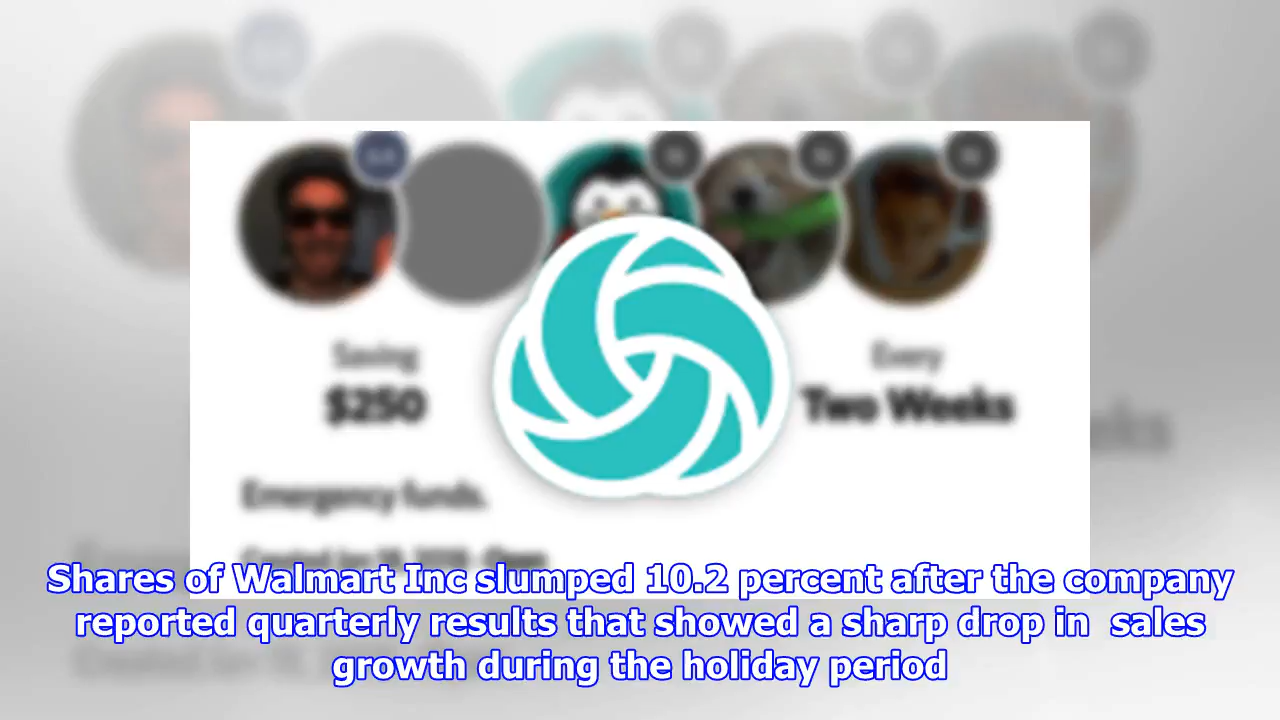 Saving
$250
Every
Two Weeks
Emergency funds.
Shares of Walmart Inc slumped 10.2 percent after the company
reported quarterly results that showed a sharp drop in  sales
growth during the holiday period